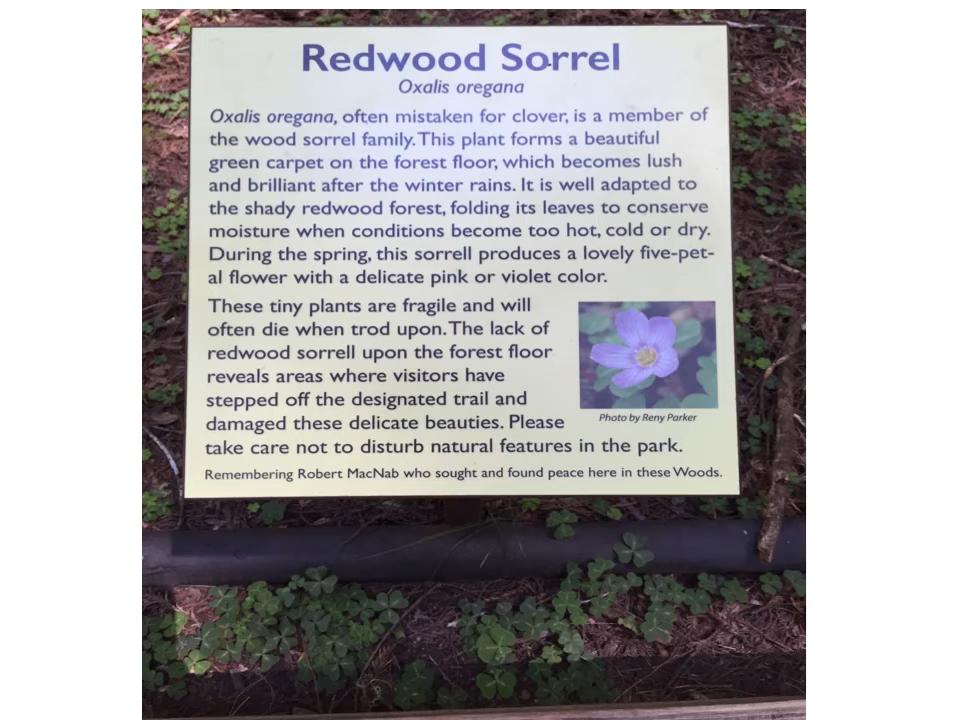 Redwood Sorrel
Oxalis oregana
Oxalis oregana, often mistaken for clover, is a member of
the wood sorrel family. This plant forms a beautiful
green carpet on the forest floor, which becomes lush
and brilliant after the winter rains. It is well adapted to
the shady redwood forest, folding its leaves to conserve
moisture when conditions become too hot, cold or dry.
During the spring, this sorrell produces a lovely five-pet-
al flower with a delicate pink or violet color.
These tiny plants are fragile and will
often die when trod upon. The lack of
redwood sorrell upon the forest floor
reveals areas where visitors have
stepped off the designated trail and
damaged these delicate beauties. Please
take care not to disturb natural features in the park.
Photo by Reny Parker
Remembering Robert MacNab who sought and found peace here in these Woods.